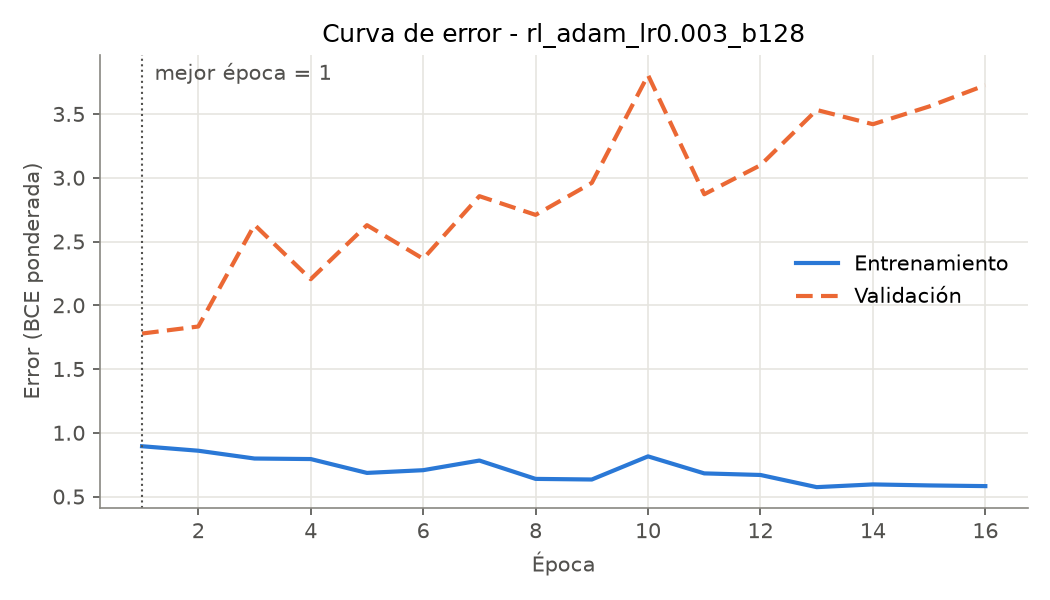 Curva de error - rl_adam_lr0.003_b128
mejor época = 1
Error (BCE ponderada)
3.5
3.0
2.5
2.0
1.5
1.0
0.5
Entrenamiento
Validación
2 4 6 8 10 12 14 16
Época